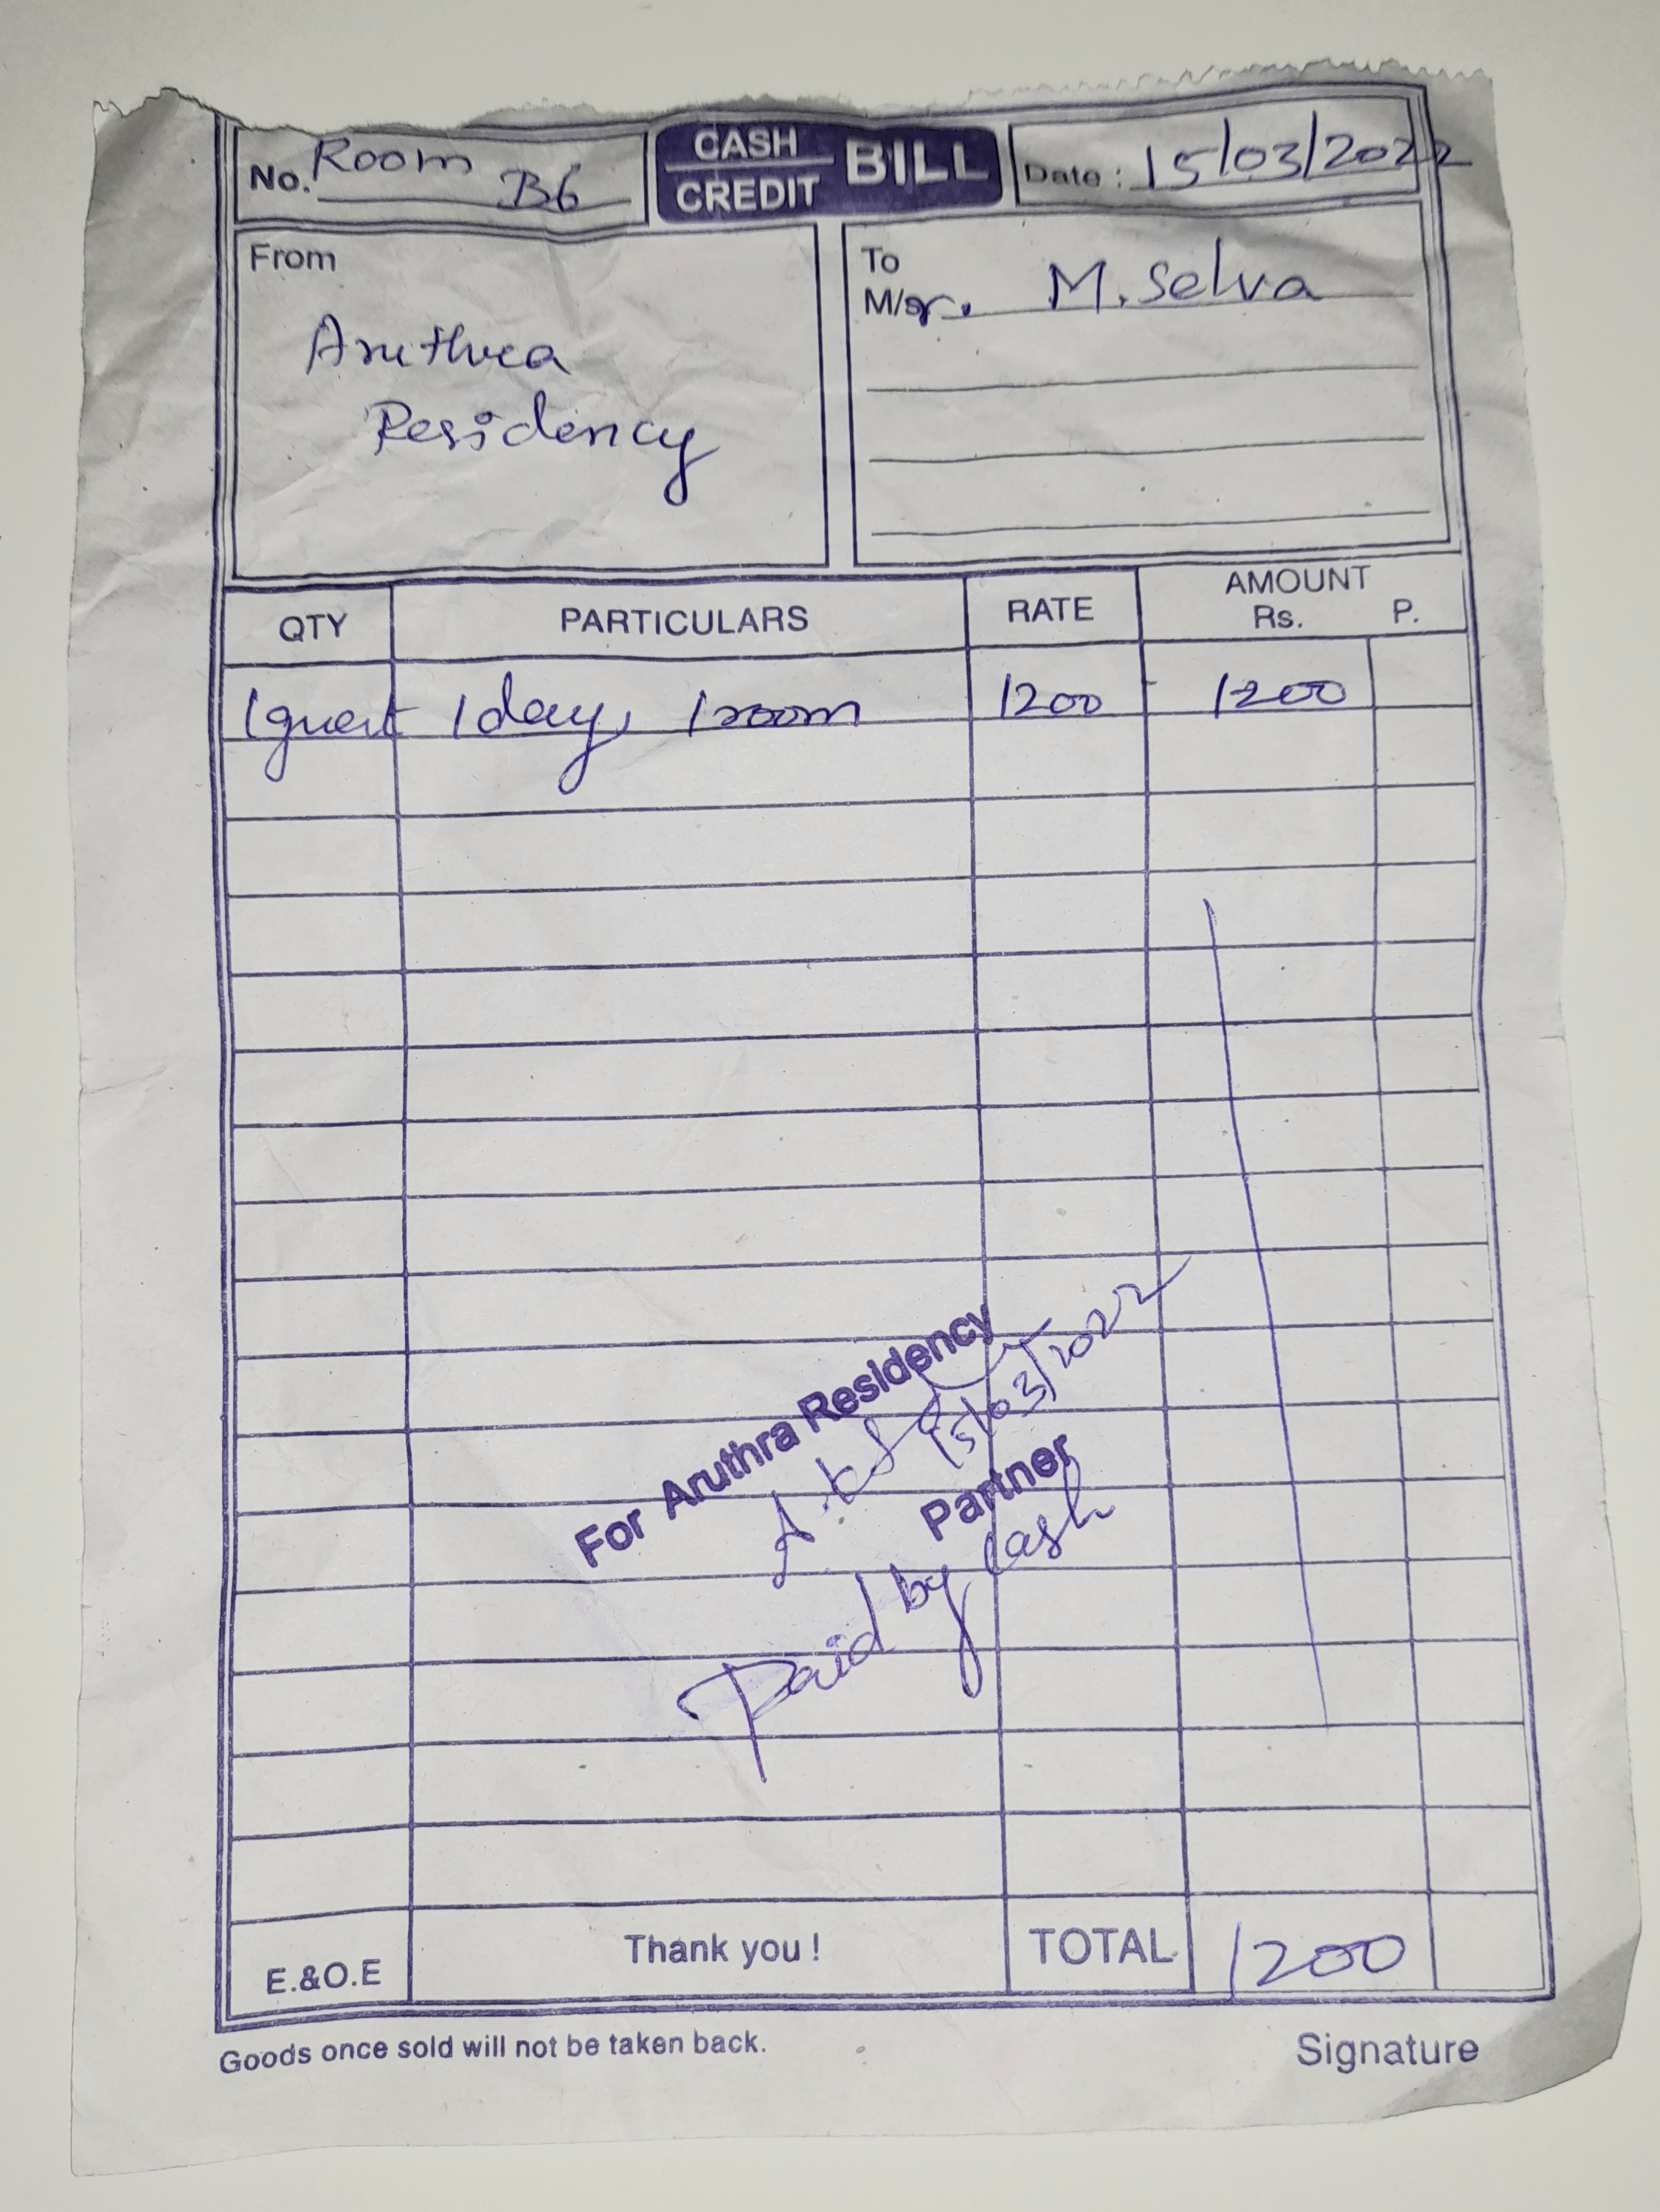 No. Room B6
CASH
CREDIT
BILL
Date : 15/03/2022
From
Aruthra
Residency
To
M/sr. M. Selva
QTY PARTICULARS RATE AMOUNT
Rs. P.
1 guest 1 day, 1 room 1200 1200
For Aruthra Residency
15/03/2022
Partner
Paid by cash
E.&O.E Thank you ! TOTAL 1200
Goods once sold will not be taken back. Signature